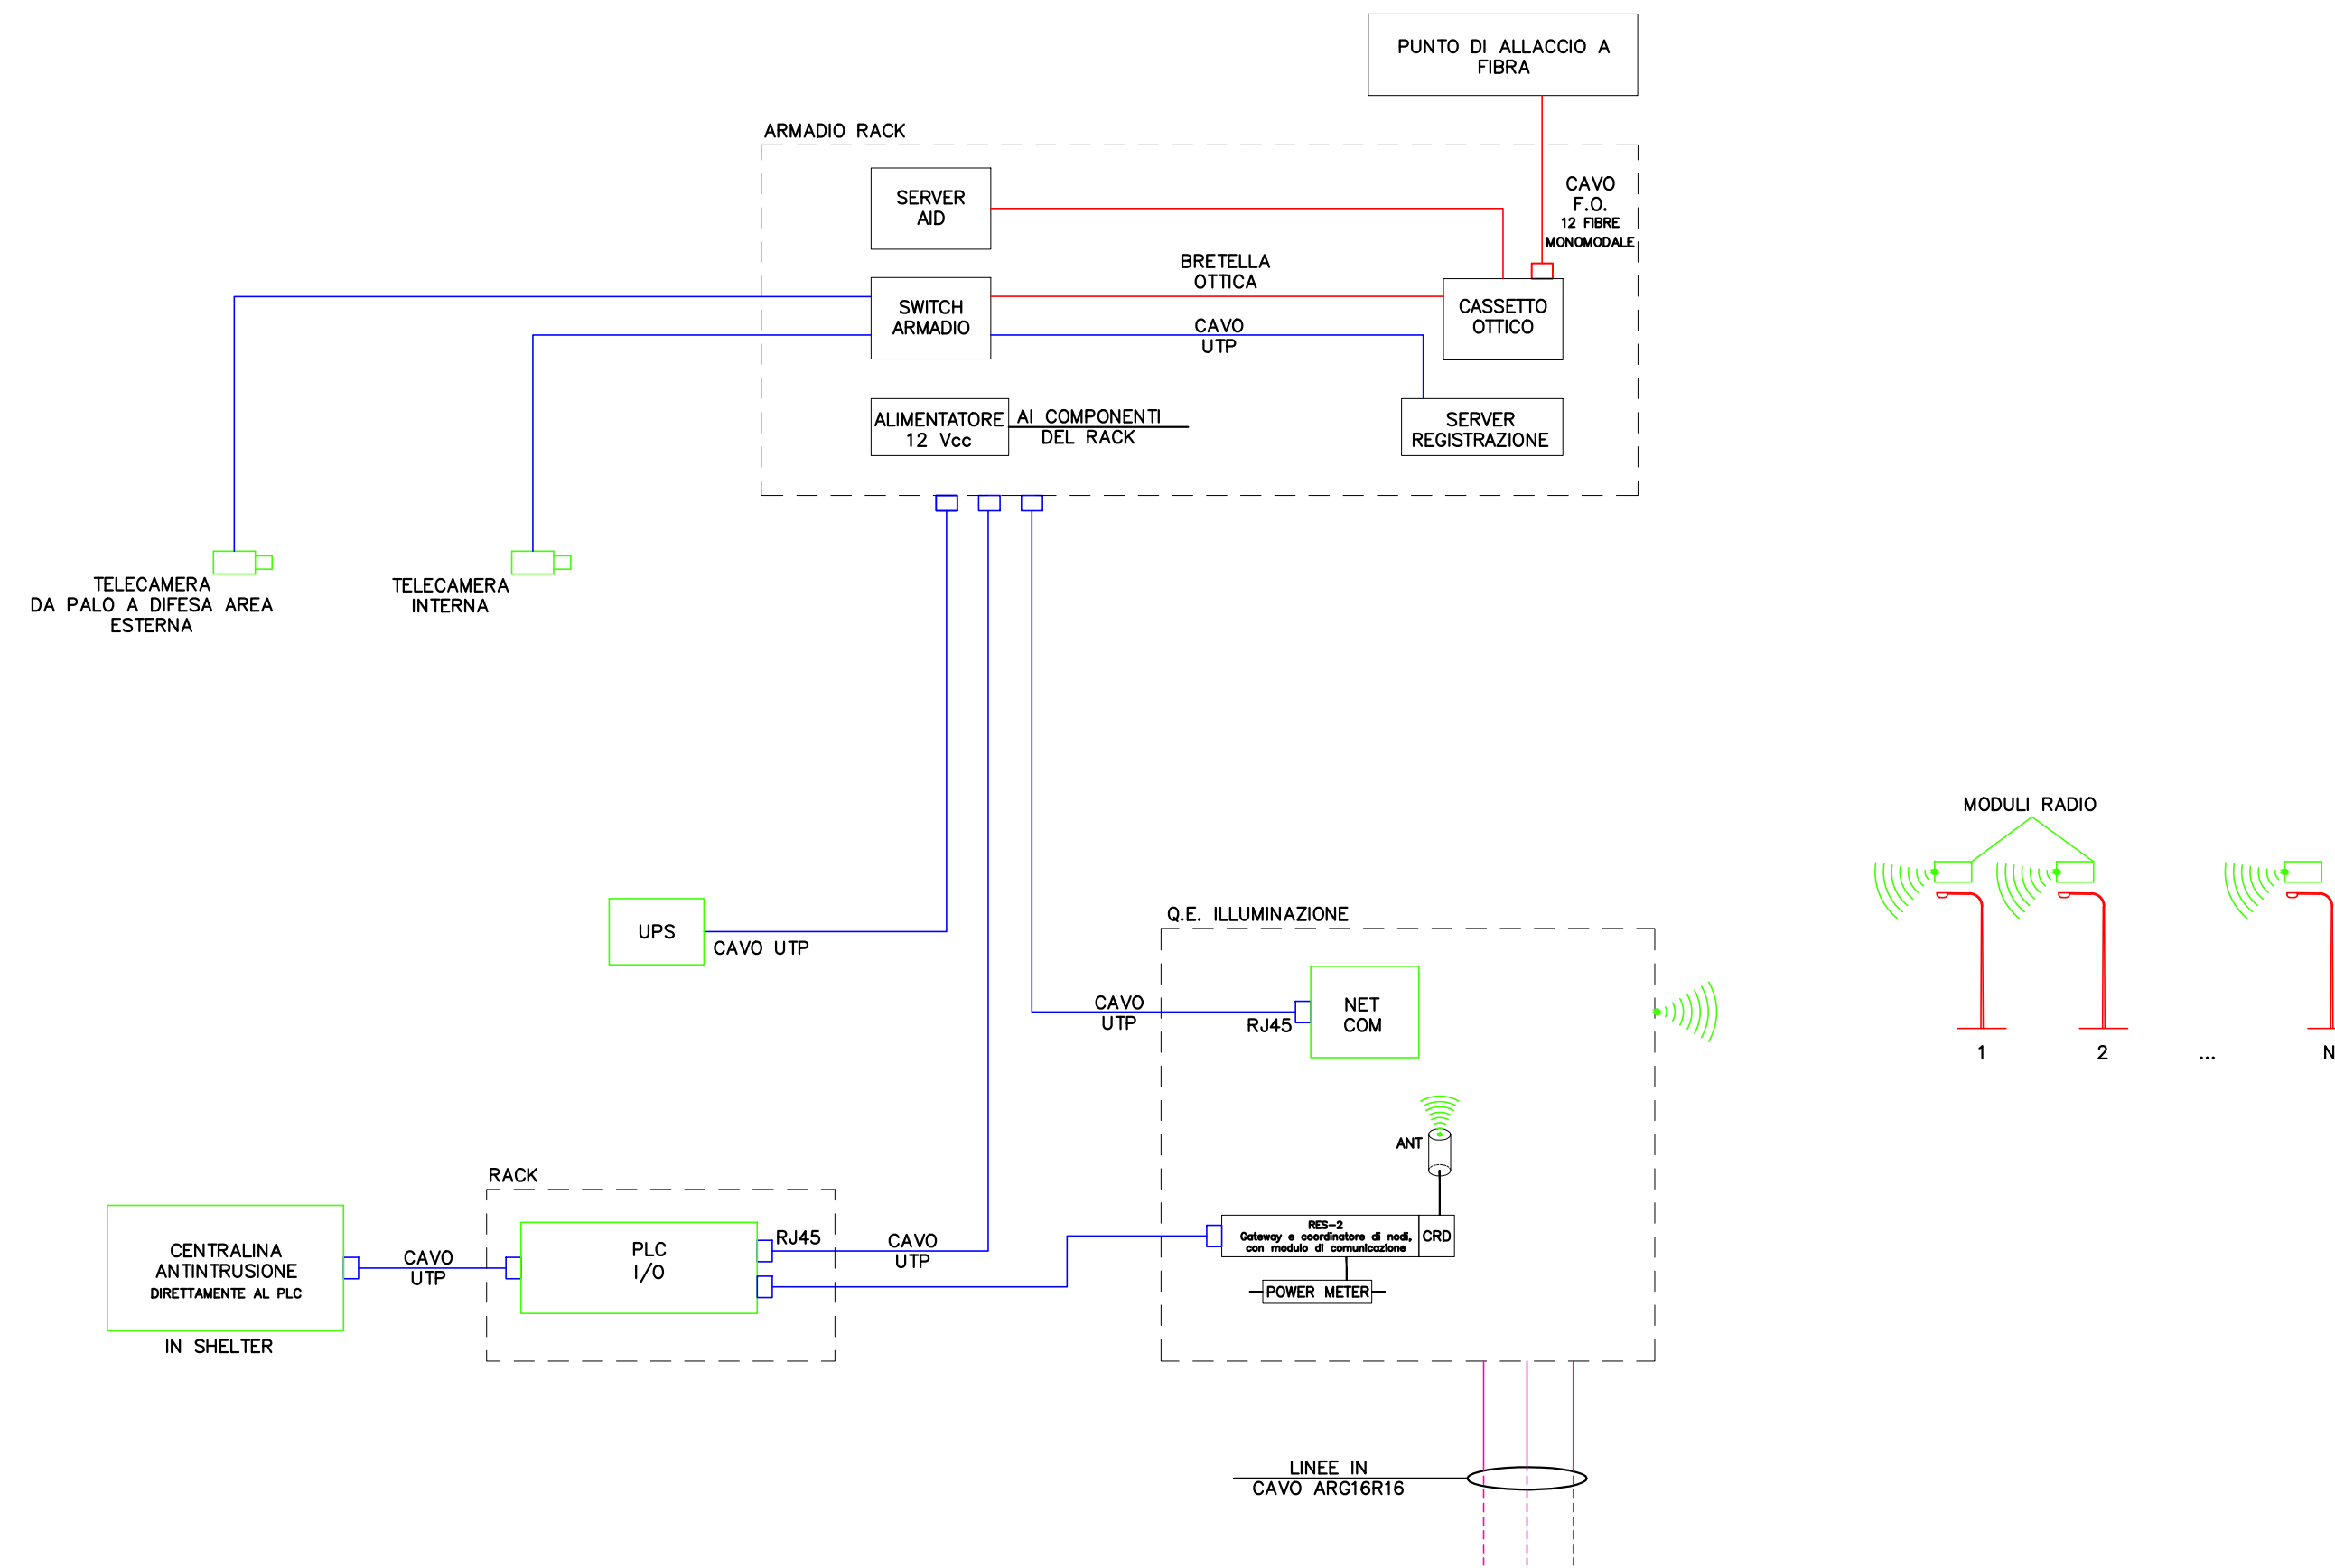 PUNTO DI ALLACCIO A
FIBRA
ARMADIO RACK
SERVER
AID
CAVO
F.O.
12 FIBRE
MONOMODALE
BRETELLA
OTTICA
SWITCH
ARMADIO
CASSETTO
OTTICO
CAVO
UTP
ALIMENTATORE
12 Vcc
AI COMPONENTI
DEL RACK
SERVER
REGISTRAZIONE
TELECAMERA
DA PALO A DIFESA AREA
ESTERNA
TELECAMERA
INTERNA
MODULI RADIO
UPS
CAVO UTP
Q.E. ILLUMINAZIONE
CAVO
UTP
RJ45
NET
COM
1
2
...
N
ANT
RACK
CENTRALINA
ANTINTRUSIONE
DIRETTAMENTE AL PLC
IN SHELTER
CAVO
UTP
PLC
I/O
RJ45
CAVO
UTP
RES-2
Gateway e coordinatore di nodi,
con modulo di comunicazione
CRD
POWER METER
LINEE IN
CAVO ARG16R16